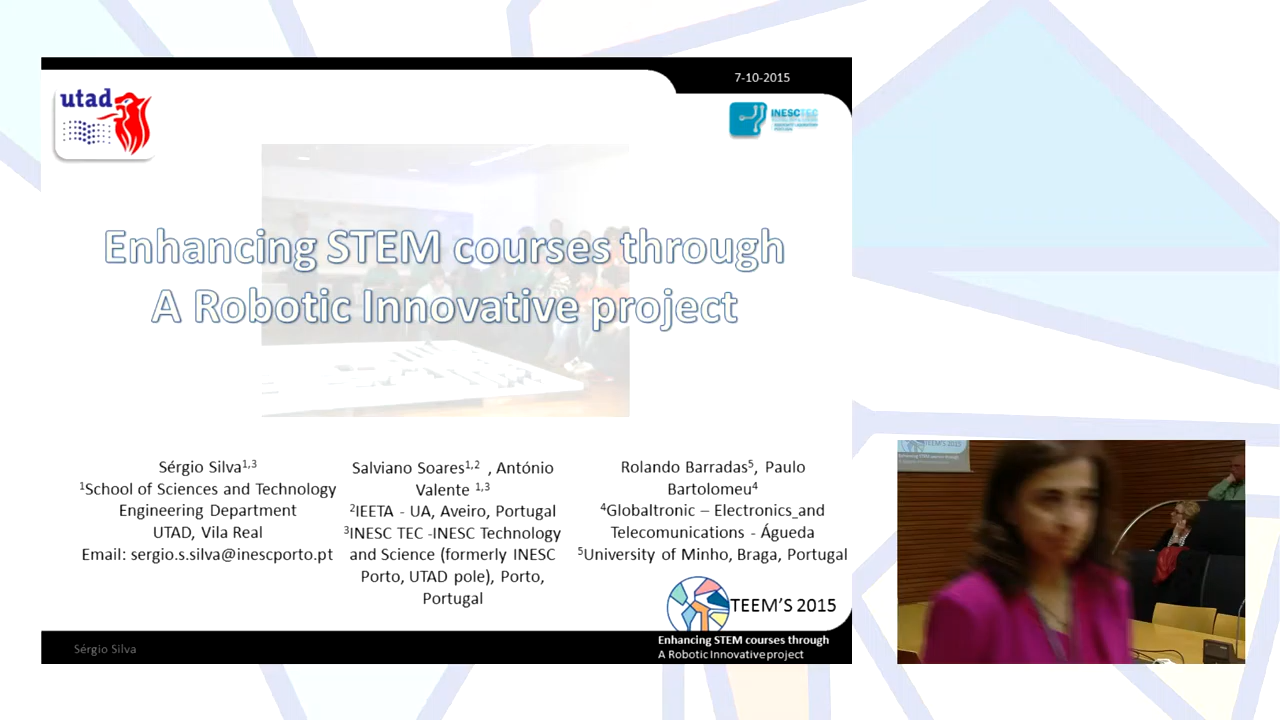 7-10-2015
utad
INESCTEC
Enhancing STEM courses through
A Robotic Innovative project
Sérgio Silva1,3
1School of Sciences and Technology
Engineering Department
UTAD, Vila Real
Email: sergio.s.silva@inescporto.pt
Salviano Soares1,2 , António
Valente 1,3
2IEETA - UA, Aveiro, Portugal
3INESC TEC -INESC Technology
and Science (formerly INESC
Porto, UTAD pole), Porto,
Portugal
Rolando Barradas5, Paulo
Bartolomeu4
4Globaltronic – Electronics_and
Telecomunications - Águeda
5University of Minho, Braga, Portugal
TEEM'S 2015
Sérgio Silva
Enhancing STEM courses through
A Robotic Innovative project
TEEM'S 2015